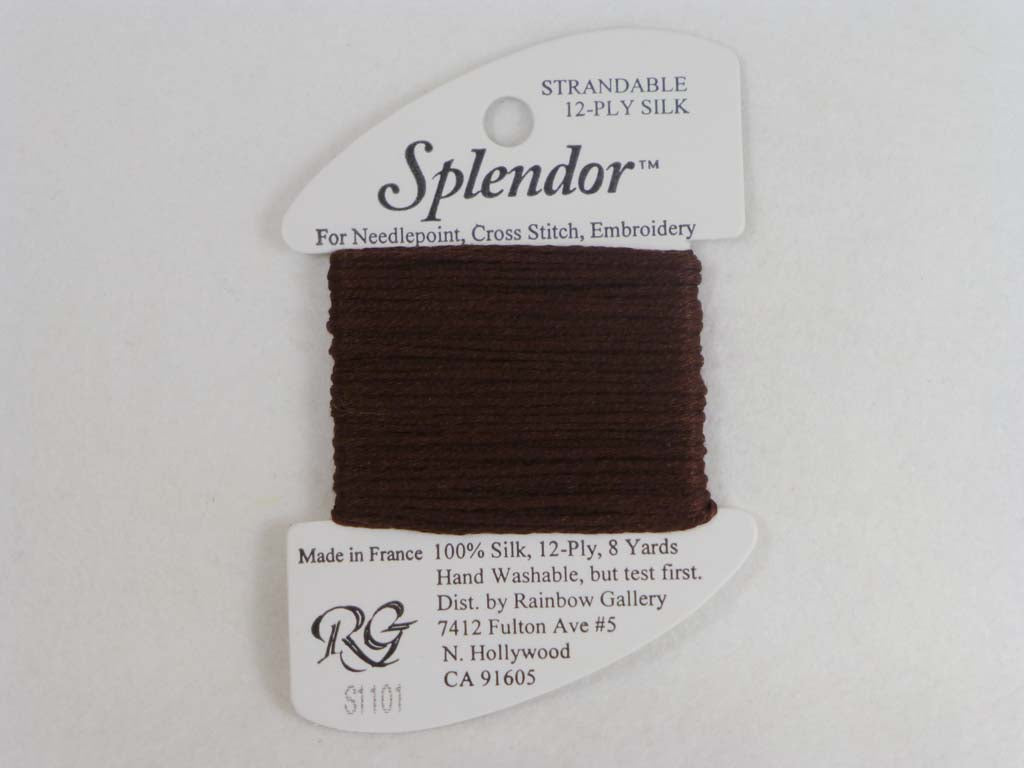 STRANDABLE
12-PLY SILK
Splendor™
For Needlepoint, Cross Stitch, Embroidery
Made in France
100% Silk, 12-Ply, 8 Yards
Hand Washable, but test first.
Dist. by Rainbow Gallery
7412 Fulton Ave #5
N. Hollywood
CA 91605
RG
S1101